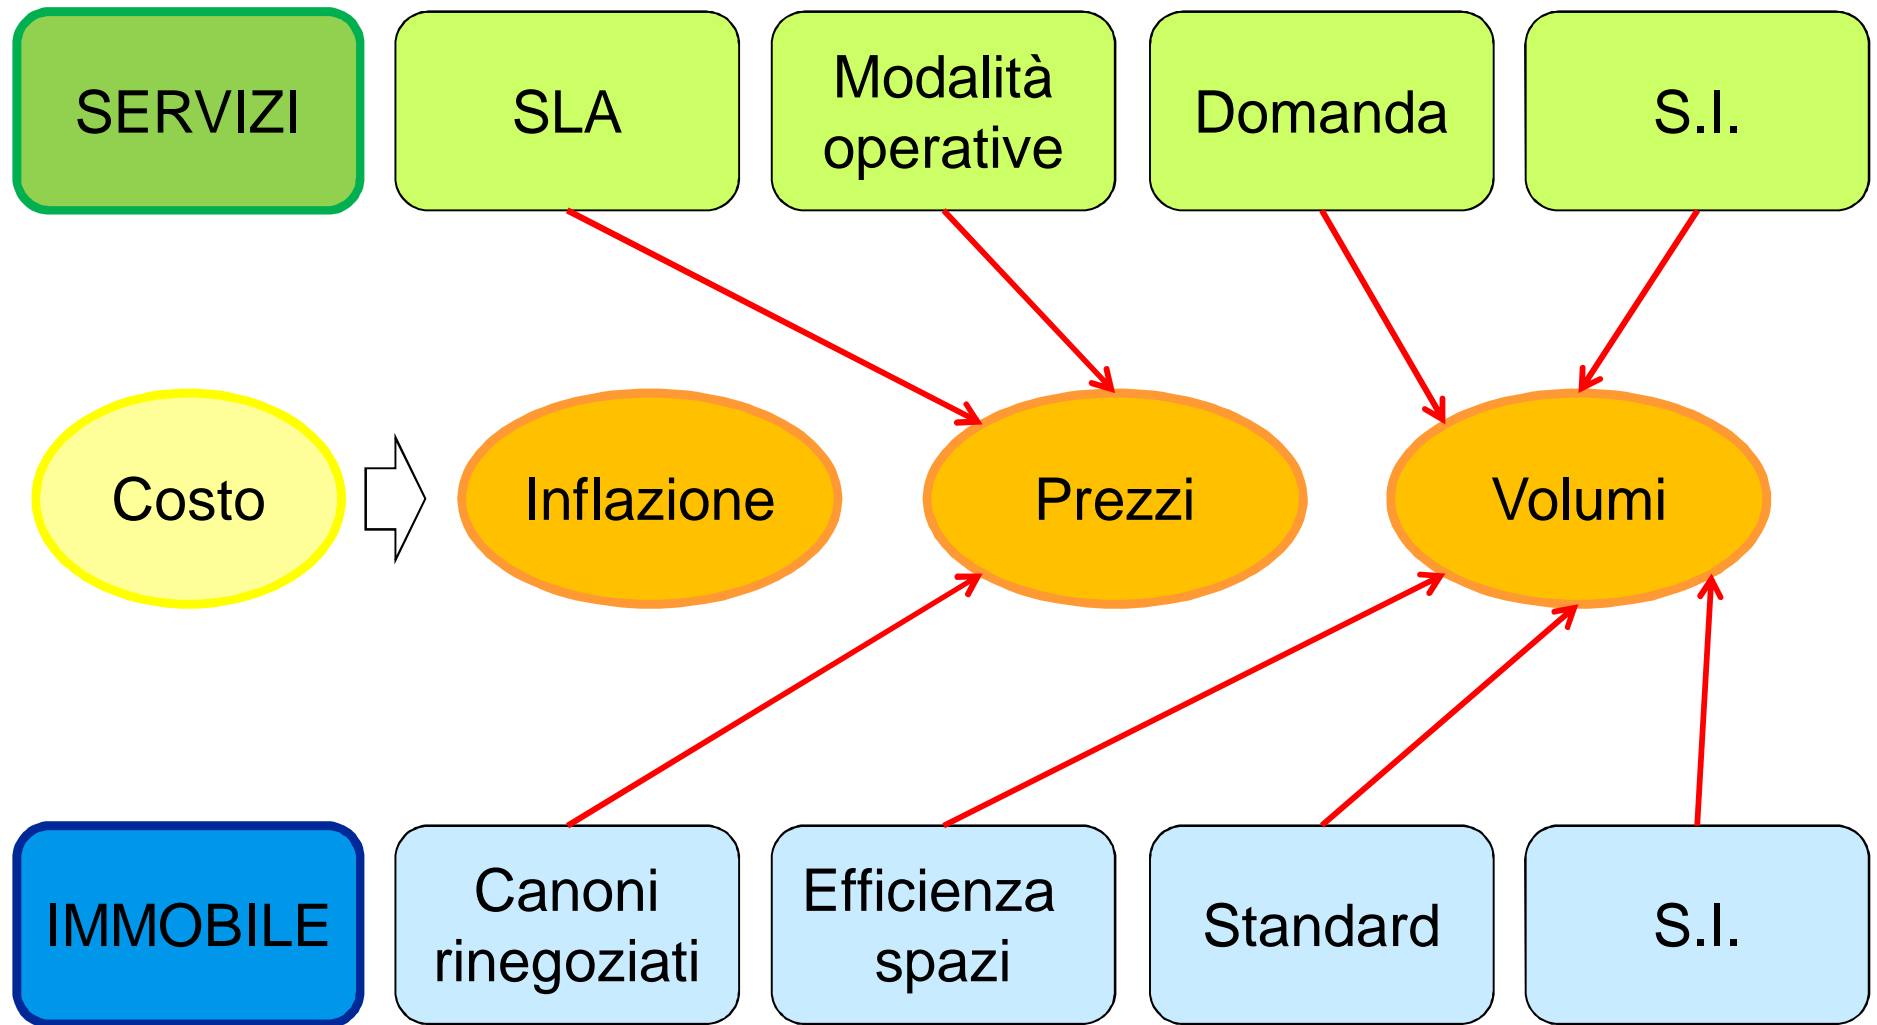 SERVIZI
SLA
Modalità
operative
Domanda
S.I.
Costo
Inflazione
Prezzi
Volumi
IMMOBILE
Canoni
rinegoziati
Efficienza
spazi
Standard
S.I.